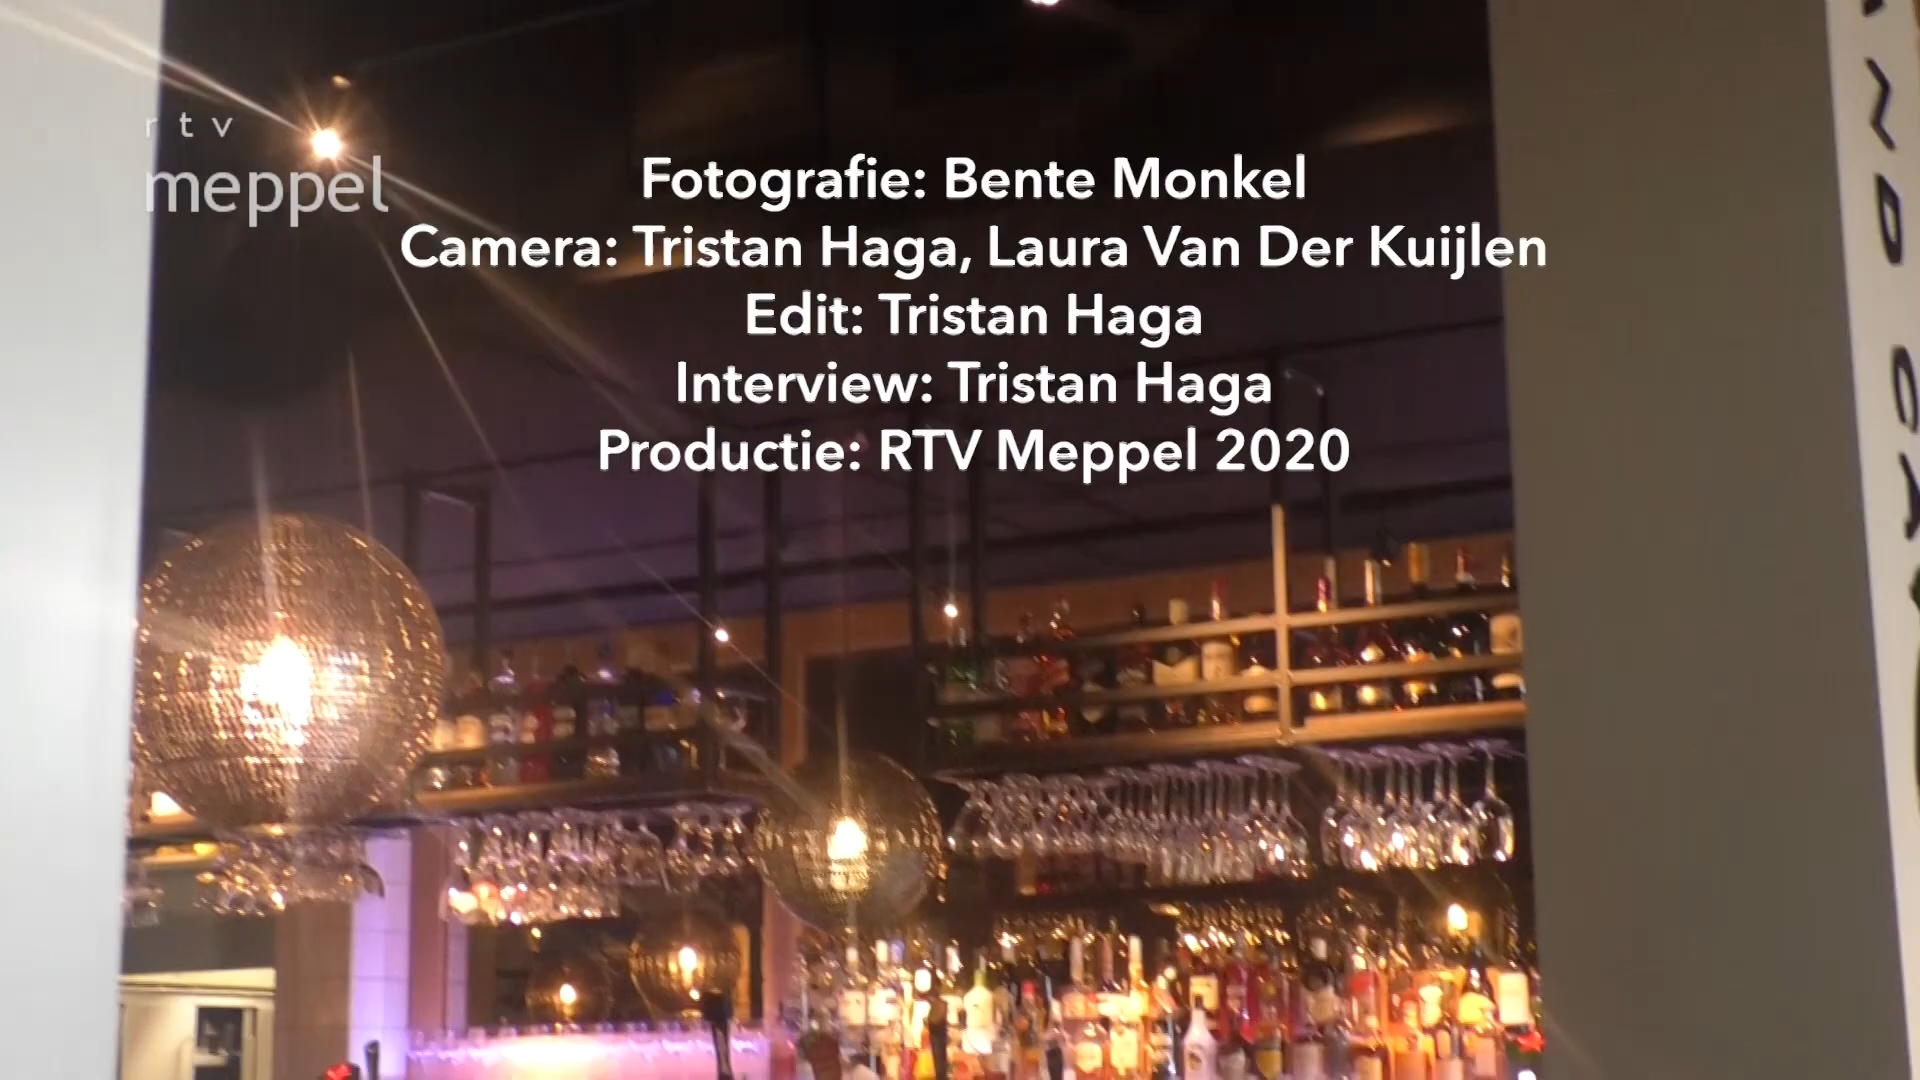 rtv
meppel
Fotografie: Bente Monkel
Camera: Tristan Haga, Laura Van Der Kuijlen
Edit: Tristan Haga
Interview: Tristan Haga
Productie: RTV Meppel 2020